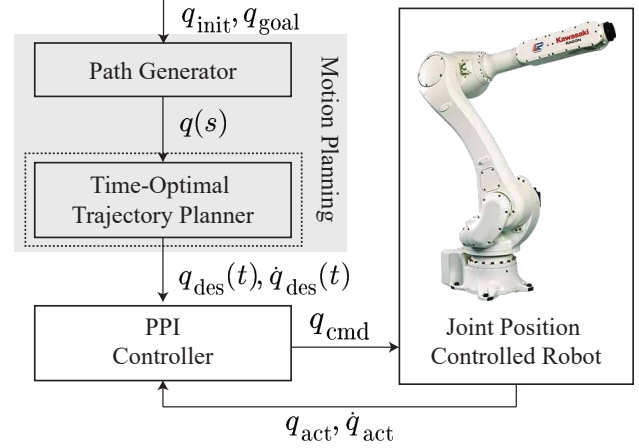 q_init, q_goal
Path Generator
q(s)
Motion Planning
Time-Optimal
Trajectory Planner
q_des(t), q̇_des(t)
PPI
Controller
q_cmd
Kawasaki
Joint Position
Controlled Robot
q_act, q̇_act